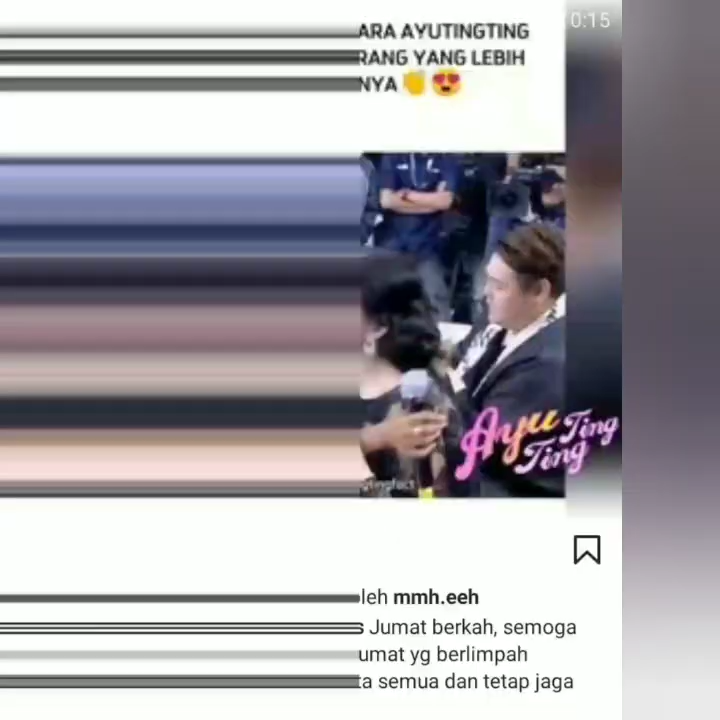 ARA AYUTINGTING
RANG YANG LEBIH
NYA 👏😍
0:15
Ayu Ting
Ting
leh mmh.eeh
s Jumat berkah, semoga
umat yg berlimpah
ta semua dan tetap jaga